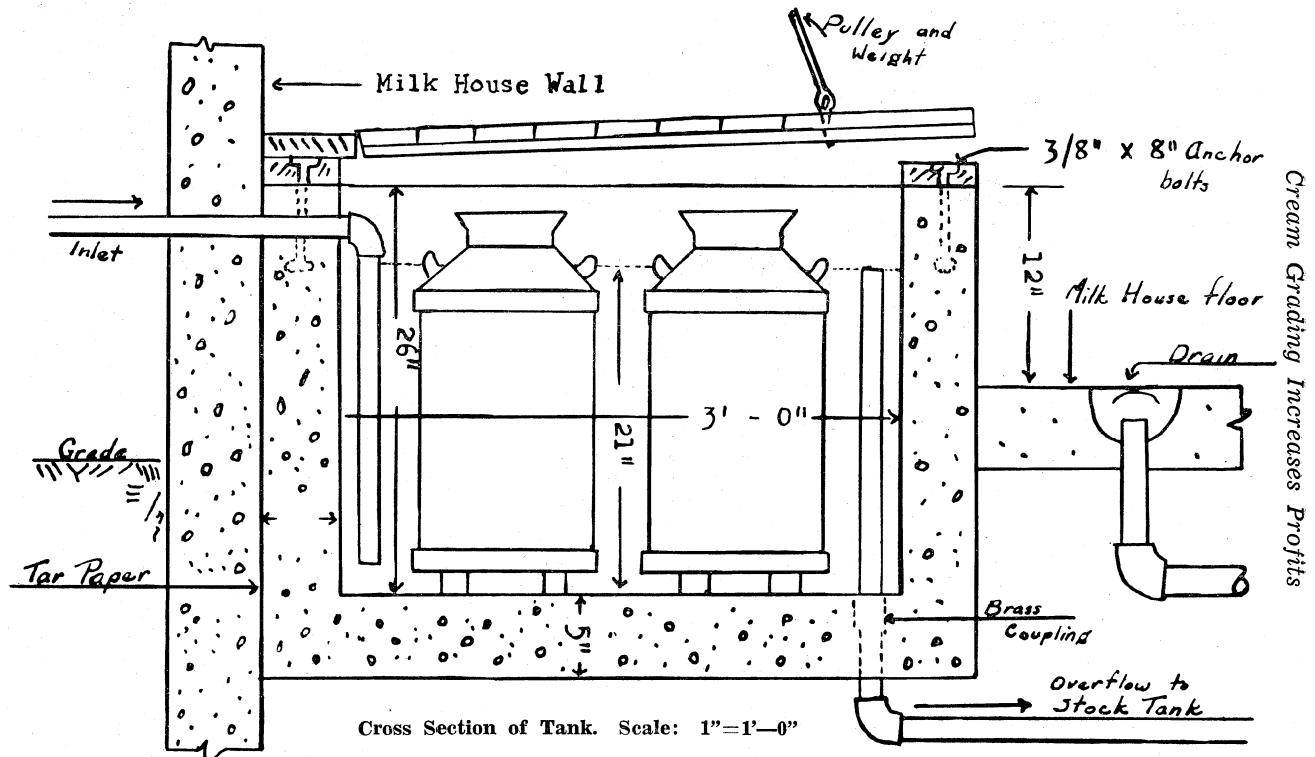 Pulley and
Weight
Milk House Wall
3/8" x 8" Anchor
bolts
Inlet
12"
Milk House floor
26"
Drain
3' - 0"
21"
Grade
Tar Paper
Brass
Coupling
5"
Overflow to
Stock Tank
Cross Section of Tank. Scale: 1"=1'—0"
Cream Grading Increases Profits